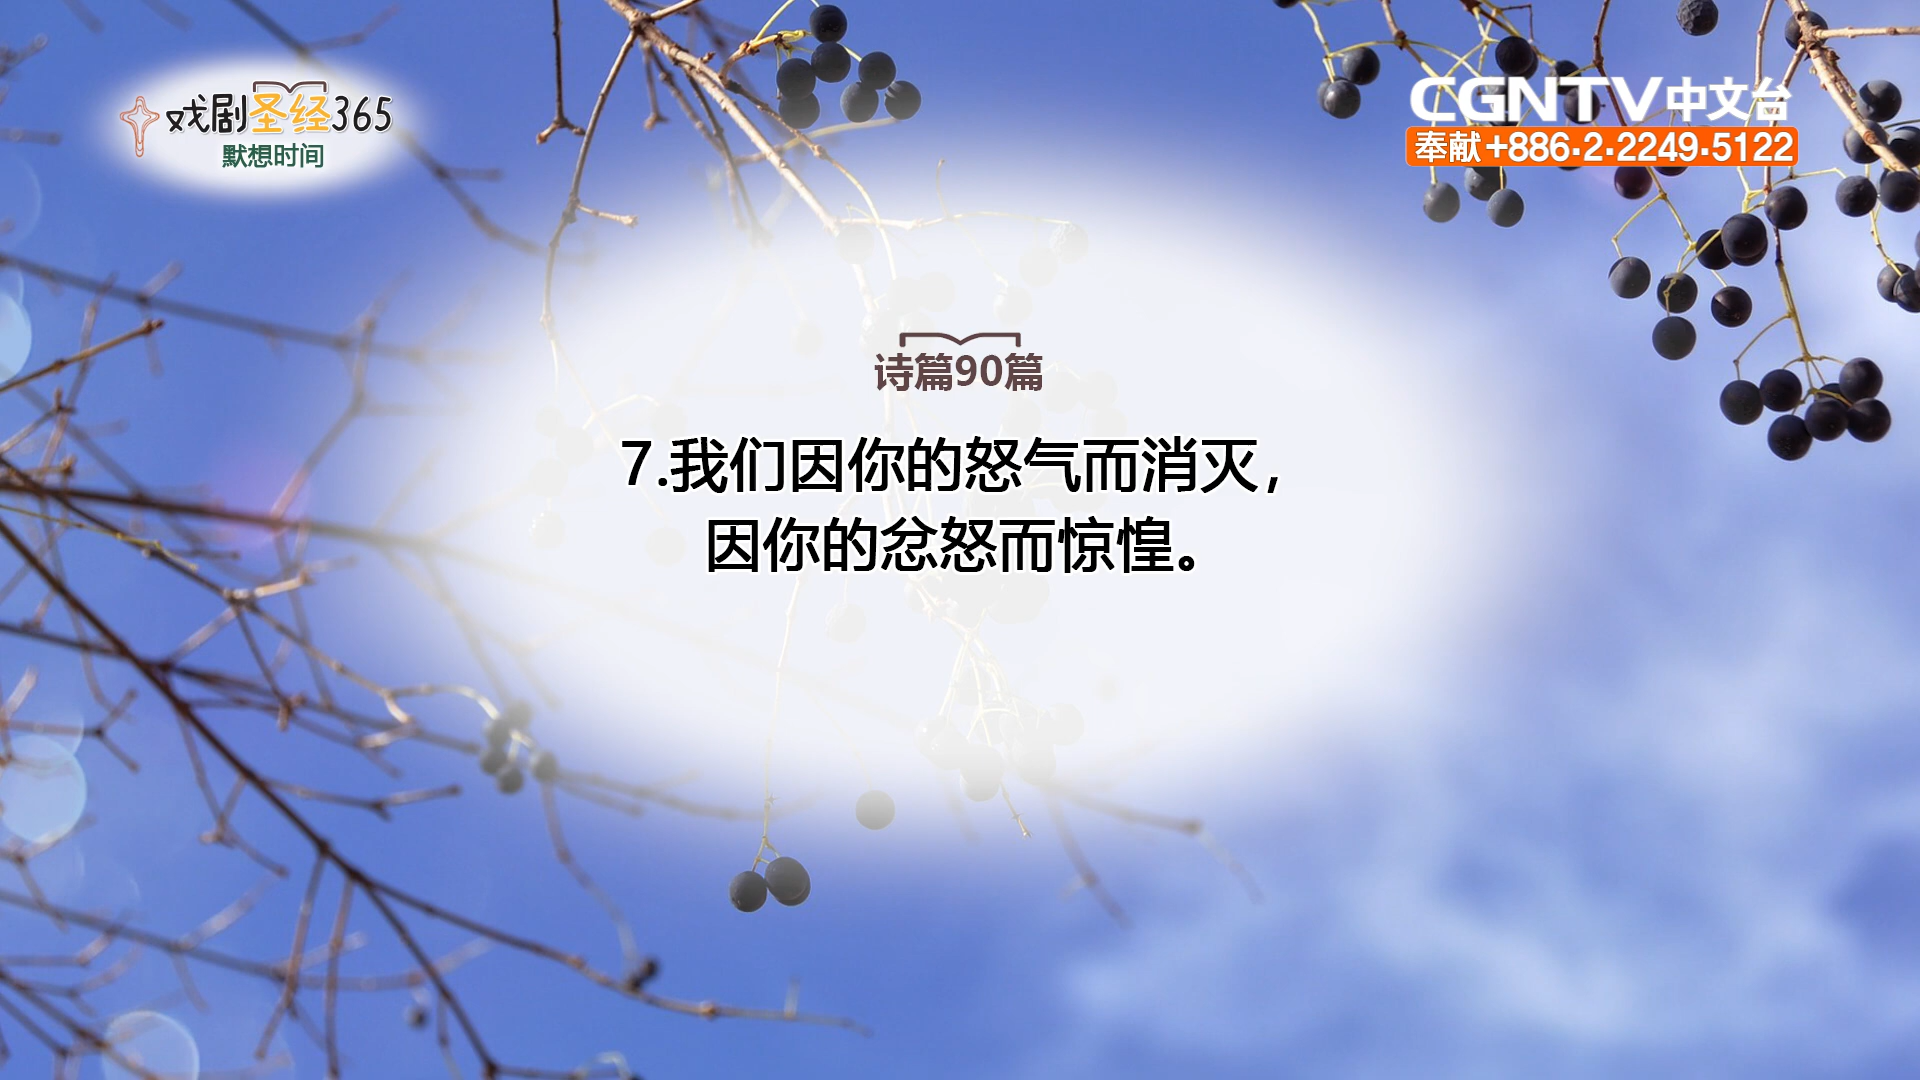 戏剧圣经365
默想时间
CGNTV中文台
奉献+886·2·2249·5122
诗篇90篇
7.我们因你的怒气而消灭，
因你的忿怒而惊惶。